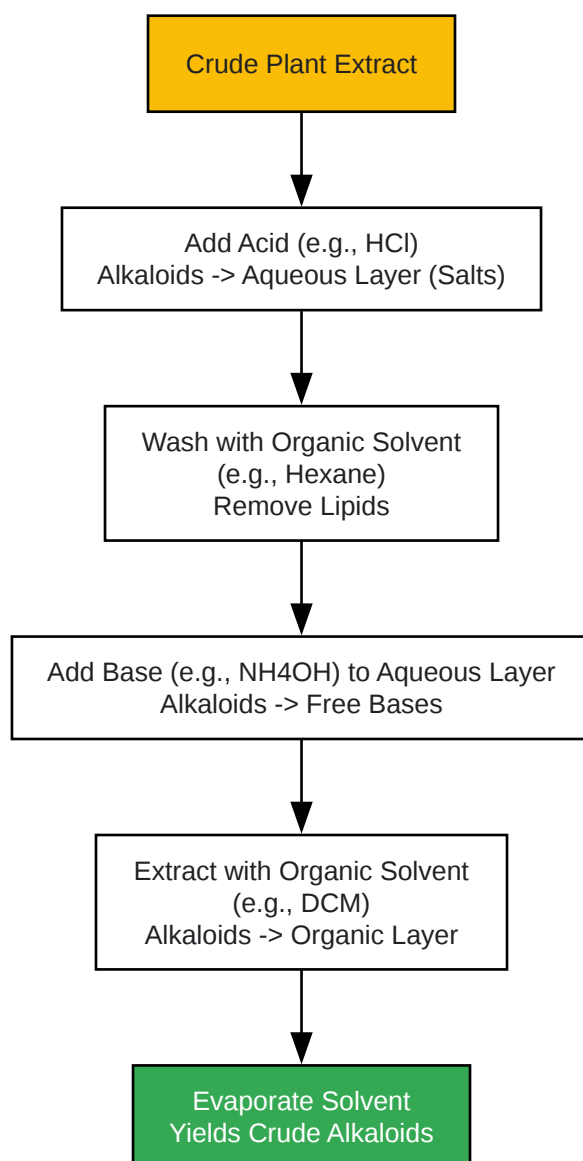 Crude Plant Extract
Add Acid (e.g., HCl)
Alkaloids -> Aqueous Layer (Salts)
Wash with Organic Solvent
(e.g., Hexane)
Remove Lipids
Add Base (e.g., NH4OH) to Aqueous Layer
Alkaloids -> Free Bases
Extract with Organic Solvent
(e.g., DCM)
Alkaloids -> Organic Layer
Evaporate Solvent
Yields Crude Alkaloids